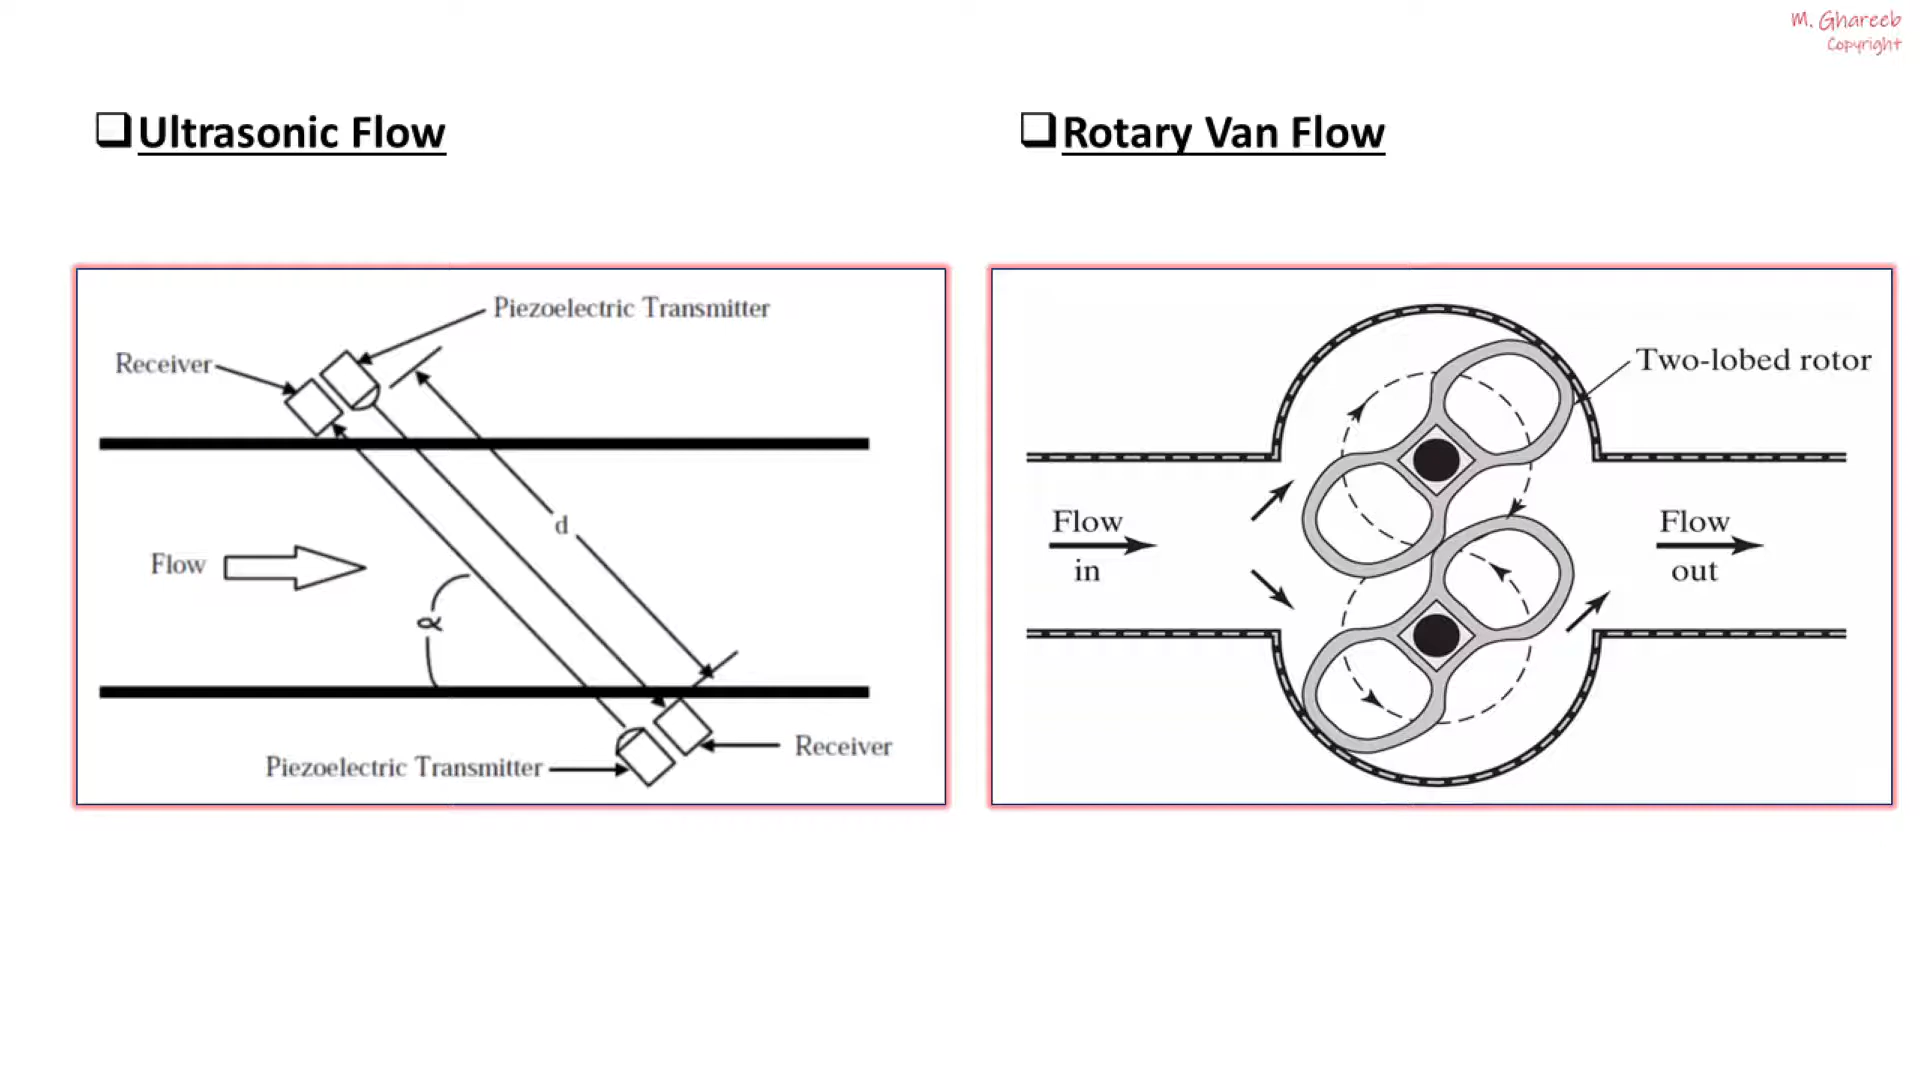 M. Ghareeb
Copyright
Ultrasonic Flow
Rotary Van Flow
Piezoelectric Transmitter
Receiver
d
Flow
Piezoelectric Transmitter
Receiver
Two-lobed rotor
Flow
in
Flow
out